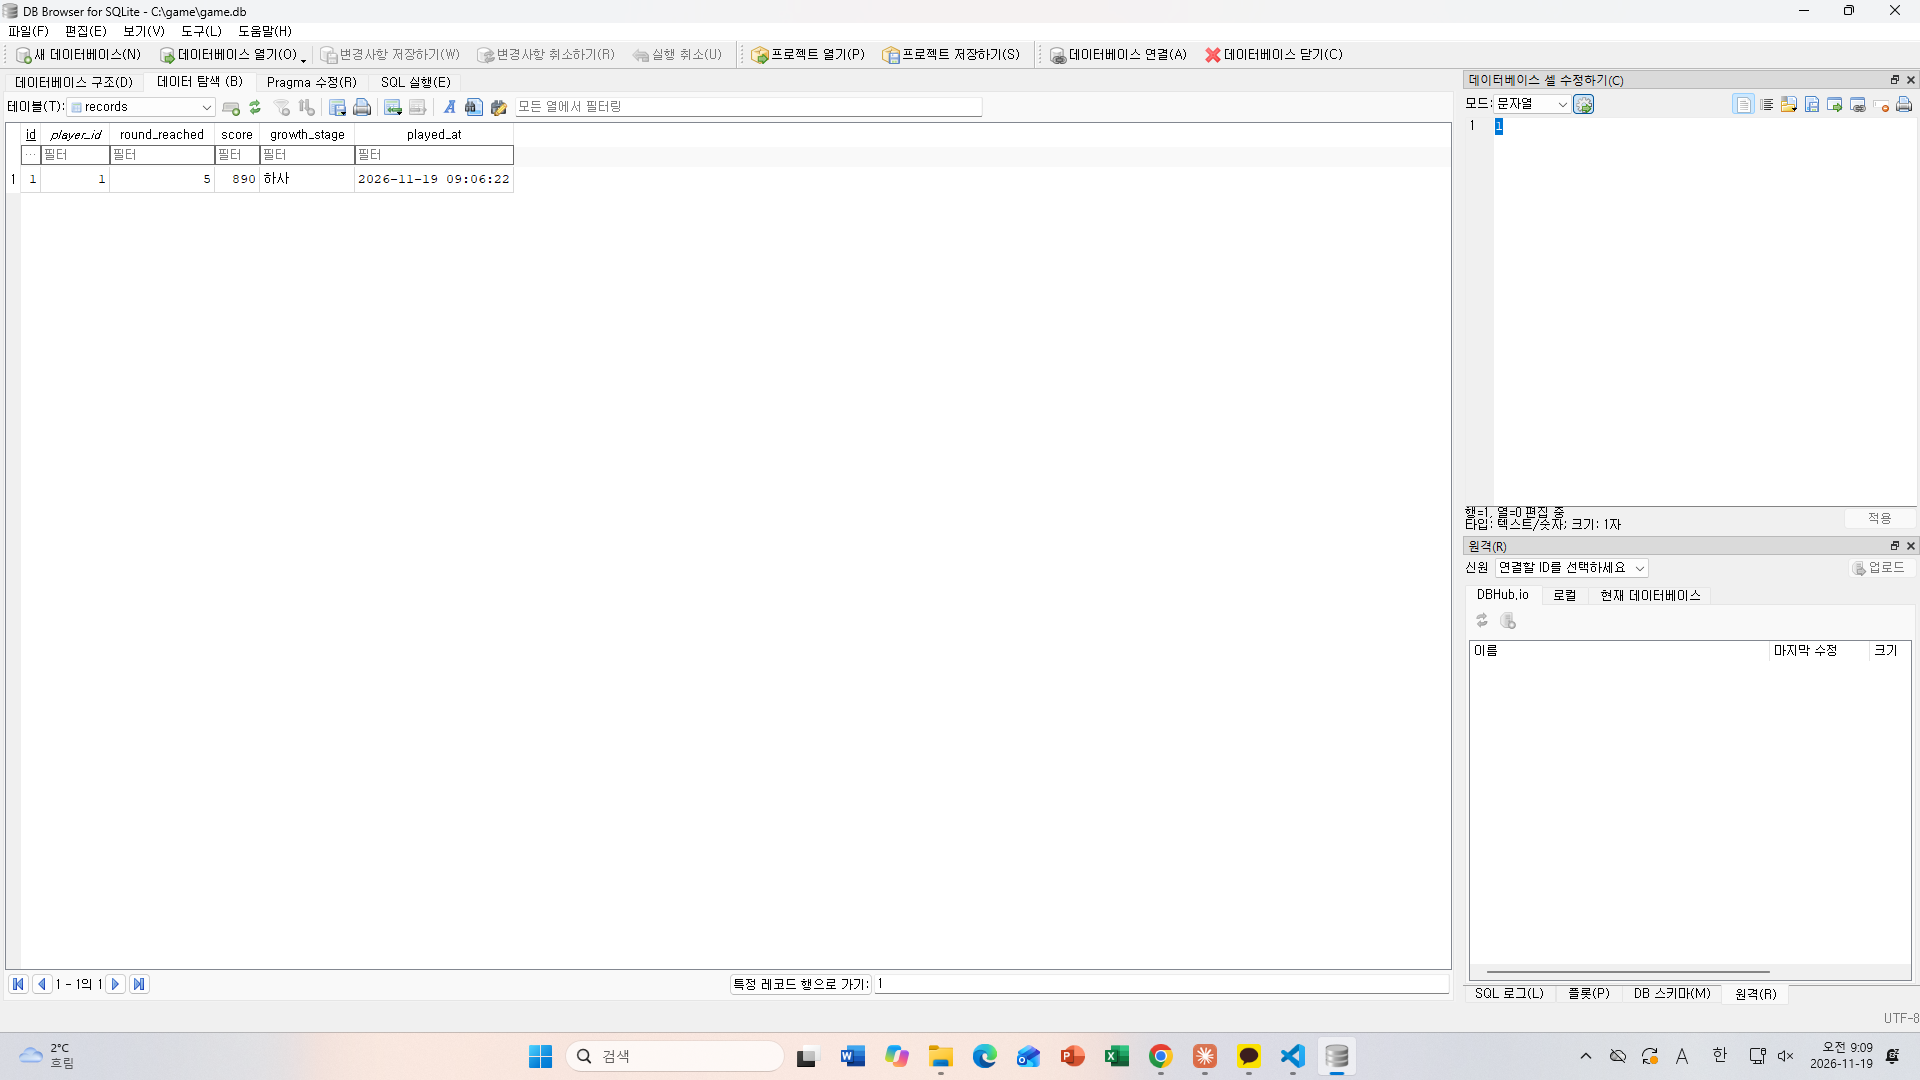 DB Browser for SQLite - C:\game\game.db
파일(F) 편집(E) 보기(V) 도구(L) 도움말(H)
새 데이터베이스(N) 데이터베이스 열기(O) 변경사항 저장하기(W) 변경사항 취소하기(R) 실행 취소(U) 프로젝트 열기(P) 프로젝트 저장하기(S) 데이터베이스 연결(A) 데이터베이스 닫기(C)
데이터베이스 구조(D) 데이터 탐색 (B) Pragma 수정(R) SQL 실행(E)
테이블(T): records 모든 열에서 필터링
id player_id round_reached score growth_stage played_at
... 필터 필터 필터 필터 필터
1 1 1 5 890 하사 2026-11-19 09:06:22
1 - 1의 1 특정 레코드 행으로 가기: 1
데이터베이스 셀 수정하기(C)
모드: 문자열
1 1
행=1, 열=0 편집 중
타입: 텍스트/숫자; 크기: 1자
적용
원격(R)
신원 연결할 ID를 선택하세요 업로드
DBHub.io 로컬 현재 데이터베이스
이름 마지막 수정 크기
SQL 로그(L) 플롯(P) DB 스키마(M) 원격(R)
UTF-8
2°C
흐림
검색
A 한
오전 9:09
2026-11-19